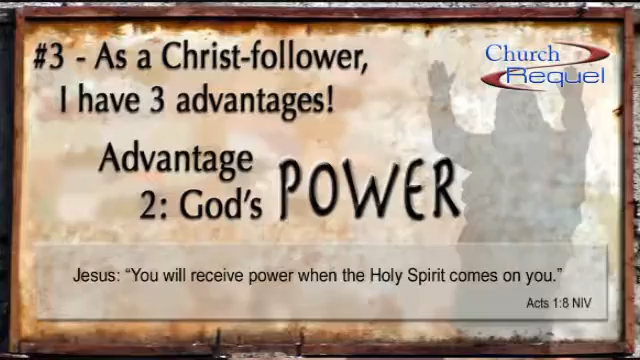 #3 - As a Christ-follower,
I have 3 advantages!
Church
Requel
Advantage
2: God's POWER
Jesus: “You will receive power when the Holy Spirit comes on you.”
Acts 1:8 NIV